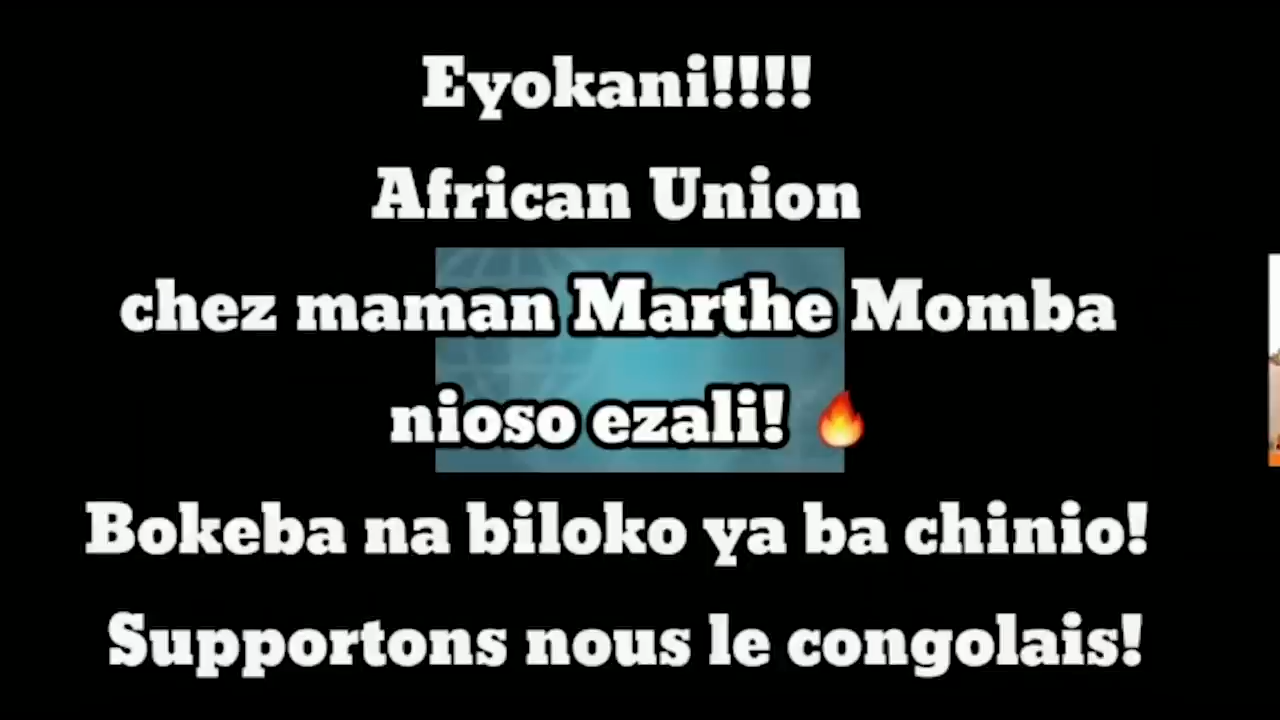 Eyokani!!!!
African Union
chez maman Marthe Momba
nioso ezali! 🔥
Bokeba na biloko ya ba chinio!
Supportons nous le congolais!